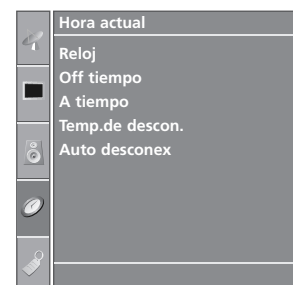 Hora actual
Reloj
Off tiempo
A tiempo
Temp.de descon.
Auto desconex